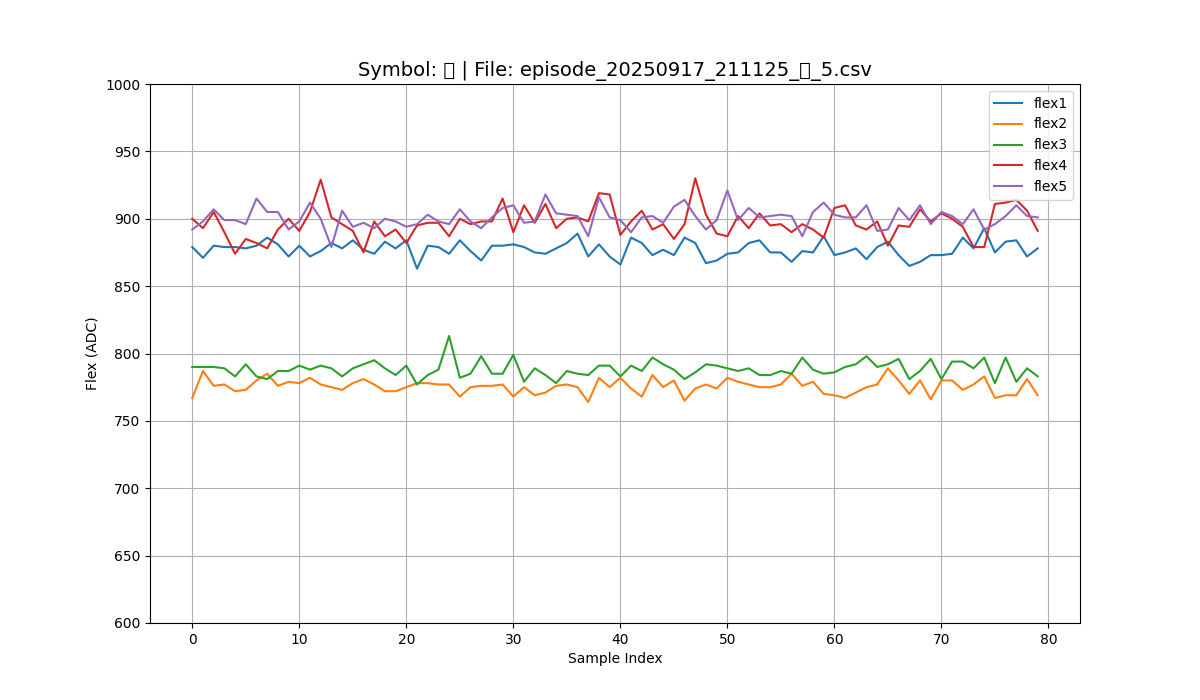 Symbol: | File: episode_20250917_211125_ _5.csv
1000
950
900
850
800
750
700
650
600
Flex (ADC)
0 10 20 30 40 50 60 70 80
Sample Index
flex1
flex2
flex3
flex4
flex5